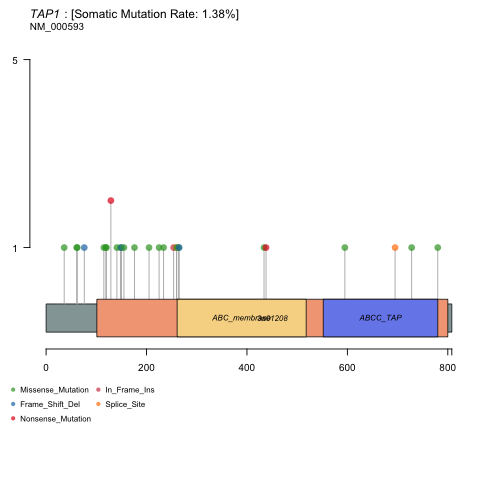 TAP1 : [Somatic Mutation Rate: 1.38%]
NM_000593
5
1
ABC_membrane
3a01208
ABCC_TAP
0 200 400 600 800
Missense_Mutation In_Frame_Ins
Frame_Shift_Del Splice_Site
Nonsense_Mutation